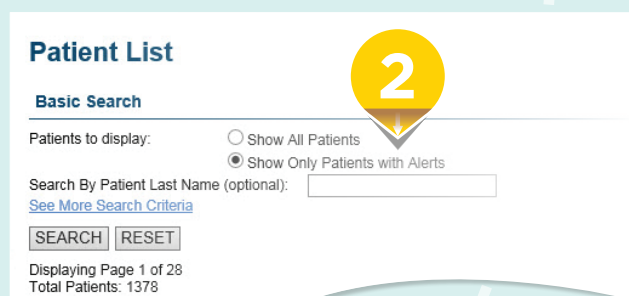 Patient List
2
Basic Search
Patients to display:
Show All Patients
Show Only Patients with Alerts
Search By Patient Last Name (optional):
See More Search Criteria
SEARCH RESET
Displaying Page 1 of 28
Total Patients: 1378